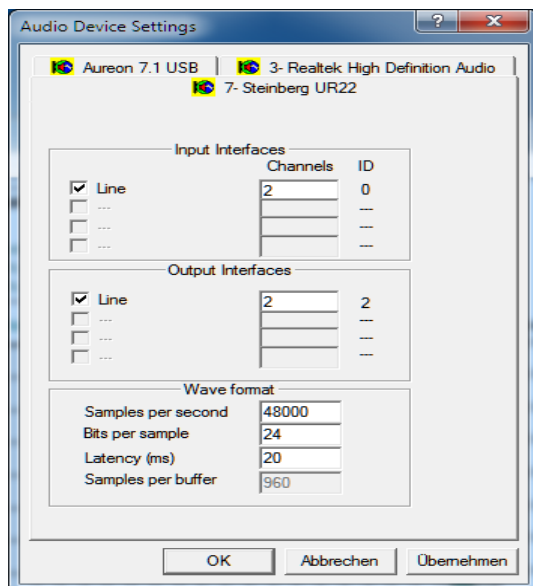 Audio Device Settings
Aureon 7.1 USB
3- Realtek High Definition Audio
7- Steinberg UR22
Input Interfaces
Channels ID
Line 2 0
--- ---
--- ---
--- ---
Output Interfaces
Line 2 2
--- ---
--- ---
--- ---
Wave format
Samples per second 48000
Bits per sample 24
Latency (ms) 20
Samples per buffer 960
OK Abbrechen Übernehmen